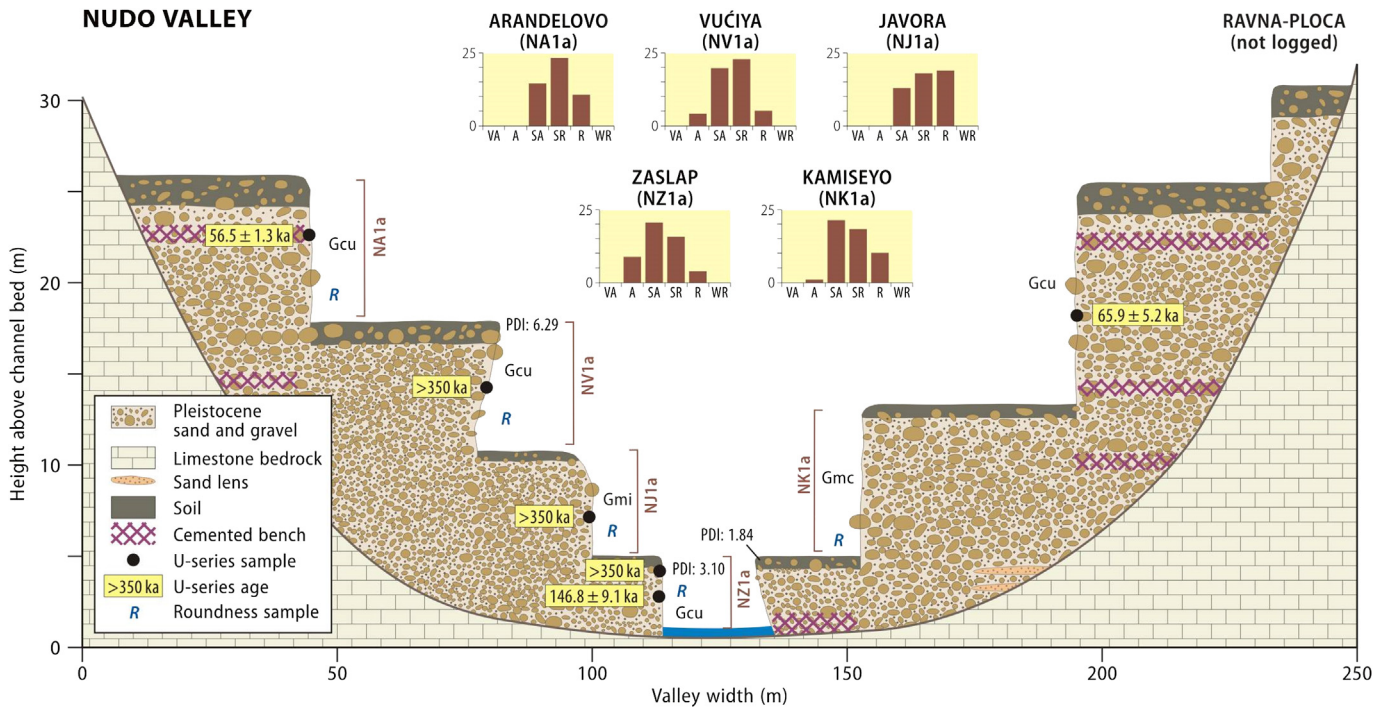 NUDO VALLEY
ARANDELOVO
(NA1a)
25
0
VA A SA SR R WR
VUĆIYA
(NV1a)
25
0
VA A SA SR R WR
JAVORA
(NJ1a)
25
0
VA A SA SR R WR
RAVNA-PLOCA
(not logged)
ZASLAP
(NZ1a)
25
0
VA A SA SR R WR
KAMISEYO
(NK1a)
25
0
VA A SA SR R WR
Height above channel bed (m)
30
20
10
0
56.5 ± 1.3 ka
Gcu
R
NA1a
PDI: 6.29
Gcu
>350 ka
R
NV1a
Gmi
>350 ka
R
NJ1a
>350 ka
146.8 ± 9.1 ka
PDI: 3.10
R
Gcu
NZ1a
PDI: 1.84
NK1a
Gmc
R
Gcu
65.9 ± 5.2 ka
Pleistocene
sand and gravel
Limestone bedrock
Sand lens
Soil
Cemented bench
U-series sample
>350 ka U-series age
R Roundness sample
0 50 100 150 200 250
Valley width (m)